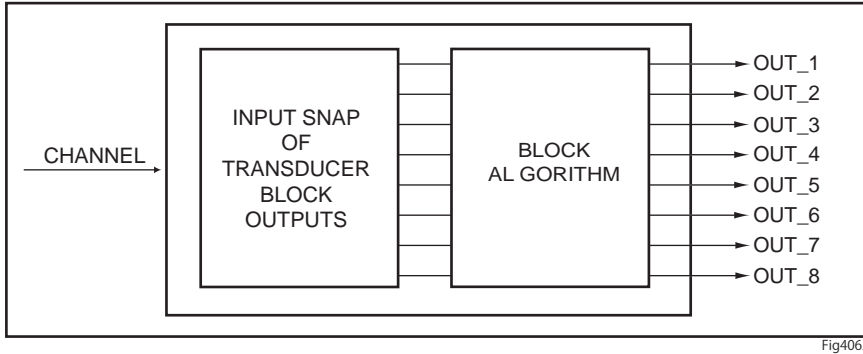 CHANNEL
INPUT SNAP
OF
TRANSDUCER
BLOCK
OUTPUTS
BLOCK
AL GORITHM
OUT_1
OUT_2
OUT_3
OUT_4
OUT_5
OUT_6
OUT_7
OUT_8
Fig406